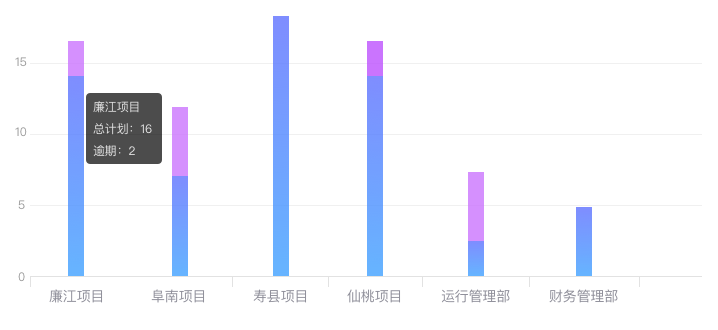 15
10
5
0
廉江项目
总计划：16
逾期：2
廉江项目
阜南项目
寿县项目
仙桃项目
运行管理部
财务管理部